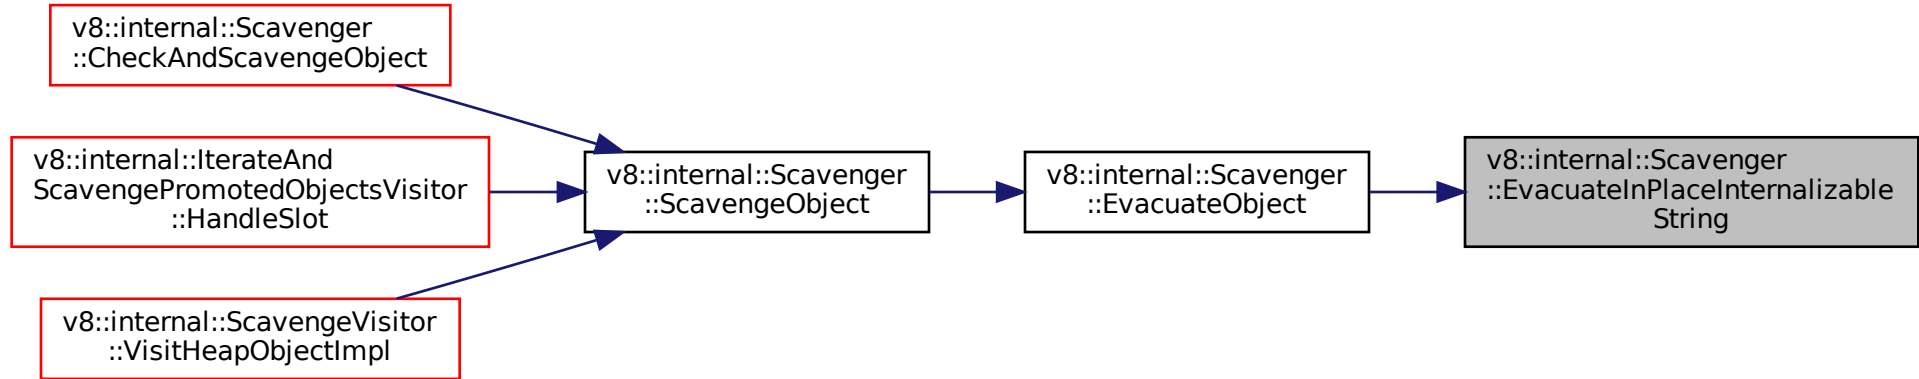 v8::internal::Scavenger
::CheckAndScavengeObject
v8::internal::IterateAnd
ScavengePromotedObjectsVisitor
::HandleSlot
v8::internal::ScavengeVisitor
::VisitHeapObjectImpl
v8::internal::Scavenger
::ScavengeObject
v8::internal::Scavenger
::EvacuateObject
v8::internal::Scavenger
::EvacuateInPlaceInternalizable
String